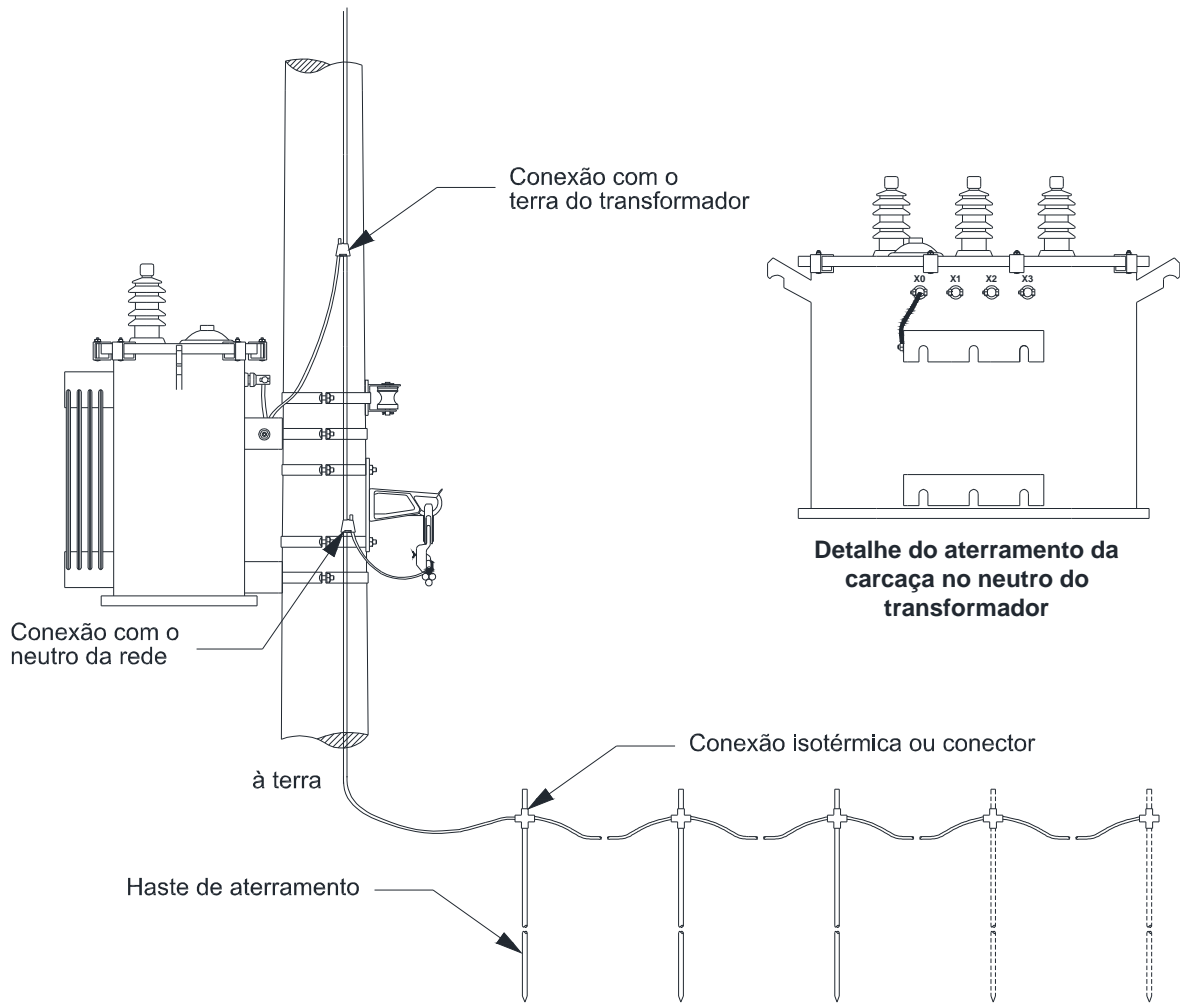 Conexão com o
terra do transformador
X0 X1 X2 X3
Detalhe do aterramento da
carcaça no neutro do
transformador
Conexão com o
neutro da rede
Conexão isotérmica ou conector
à terra
Haste de aterramento